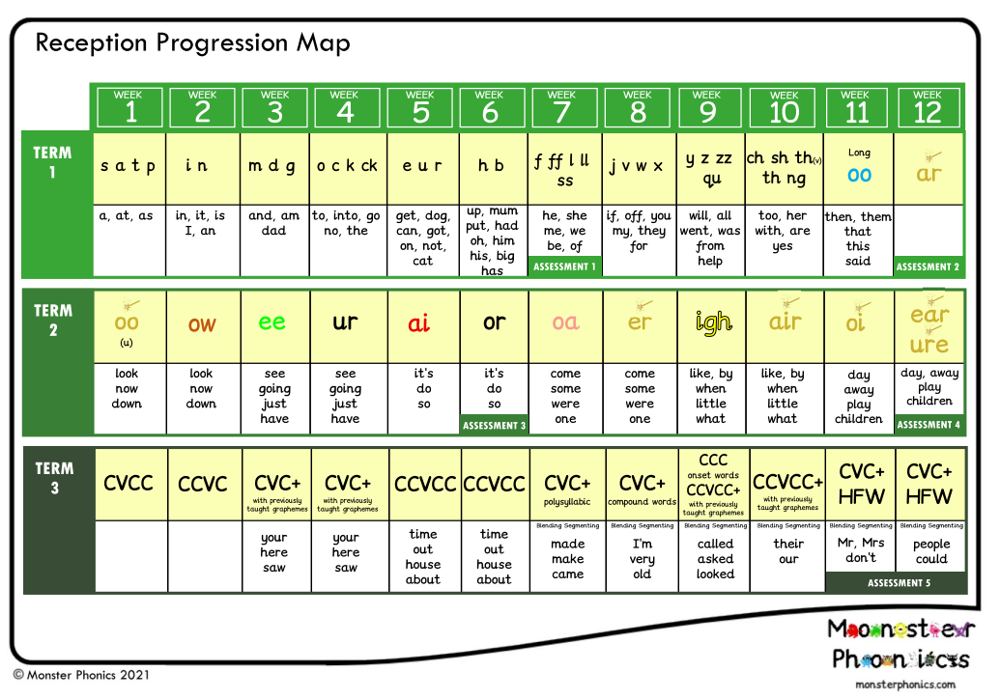 Reception Progression Map
WEEK 1 WEEK 2 WEEK 3 WEEK 4 WEEK 5 WEEK 6 WEEK 7 WEEK 8 WEEK 9 WEEK 10 WEEK 11 WEEK 12
TERM 1
s a t p
i n
m d g
o c k ck
e u r
h b
f ff l ll
ss
j v w x
y z zz
qu
ch sh th(v)
th ng
Long
oo
ar
a, at, as
in, it, is
I, an
and, am
dad
to, into, go
no, the
get, dog,
can, got,
on, not,
cat
up, mum
put, had
oh, him
his, big
has
he, she
me, we
be, of
ASSESSMENT 1
if, off, you
my, they
for
will, all
went, was
from
help
too, her
with, are
yes
then, them
that
this
said
ASSESSMENT 2
TERM 2
oo
(u)
ow
ee
ur
ai
or
oa
er
igh
air
oi
ear
ure
look
now
down
look
now
down
see
going
just
have
see
going
just
have
it's
do
so
it's
do
so
ASSESSMENT 3
come
some
were
one
come
some
were
one
like, by
when
little
what
like, by
when
little
what
day
away
play
children
day, away
play
children
ASSESSMENT 4
TERM 3
CVCC
CCVC
CVC+
with previously
taught graphemes
CVC+
with previously
taught graphemes
CCVCC
CCVCC
CVC+
polysyllabic
CVC+
compound words
CCC
onset words
CCVCC+
with previously
taught graphemes
CCVCC+
with previously
taught graphemes
CVC+
HFW
CVC+
HFW
your
here
saw
your
here
saw
time
out
house
about
time
out
house
about
Blending Segmenting
made
make
came
Blending Segmenting
I'm
very
old
Blending Segmenting
called
asked
looked
Blending Segmenting
their
our
Blending Segmenting
Mr, Mrs
don't
Blending Segmenting
people
could
ASSESSMENT 5
Monster
Phonics
monsterphonics.com
© Monster Phonics 2021